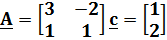 A = [3 -2
1 1] c = [1
2]